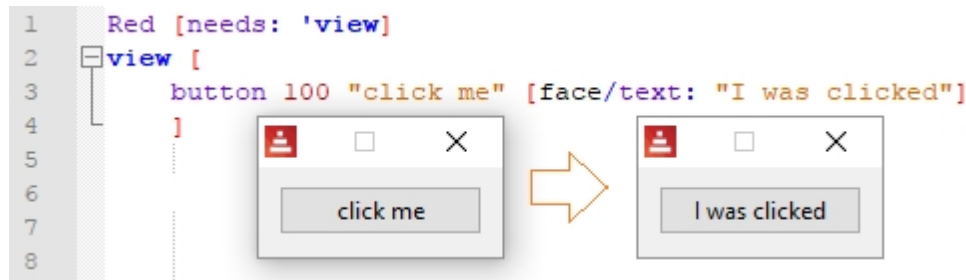 1 Red [needs: 'view]
2 view [
3 button 100 "click me" [face/text: "I was clicked"]
4 ]
5
6
7
8
click me
I was clicked